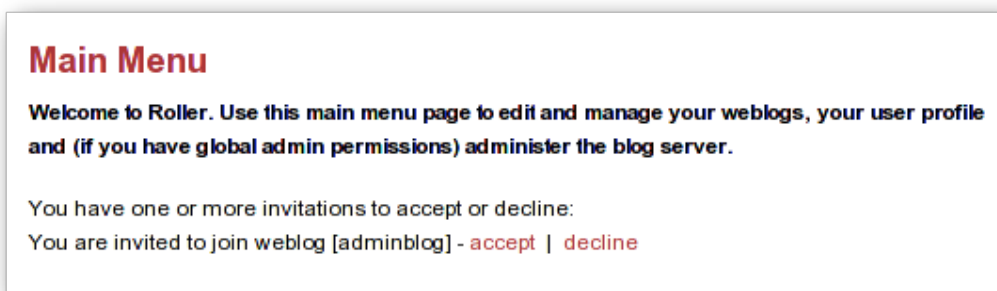 Main Menu
Welcome to Roller. Use this main menu page to edit and manage your weblogs, your user profile
and (if you have global admin permissions) administer the blog server.
You have one or more invitations to accept or decline:
You are invited to join weblog [adminblog] - accept | decline